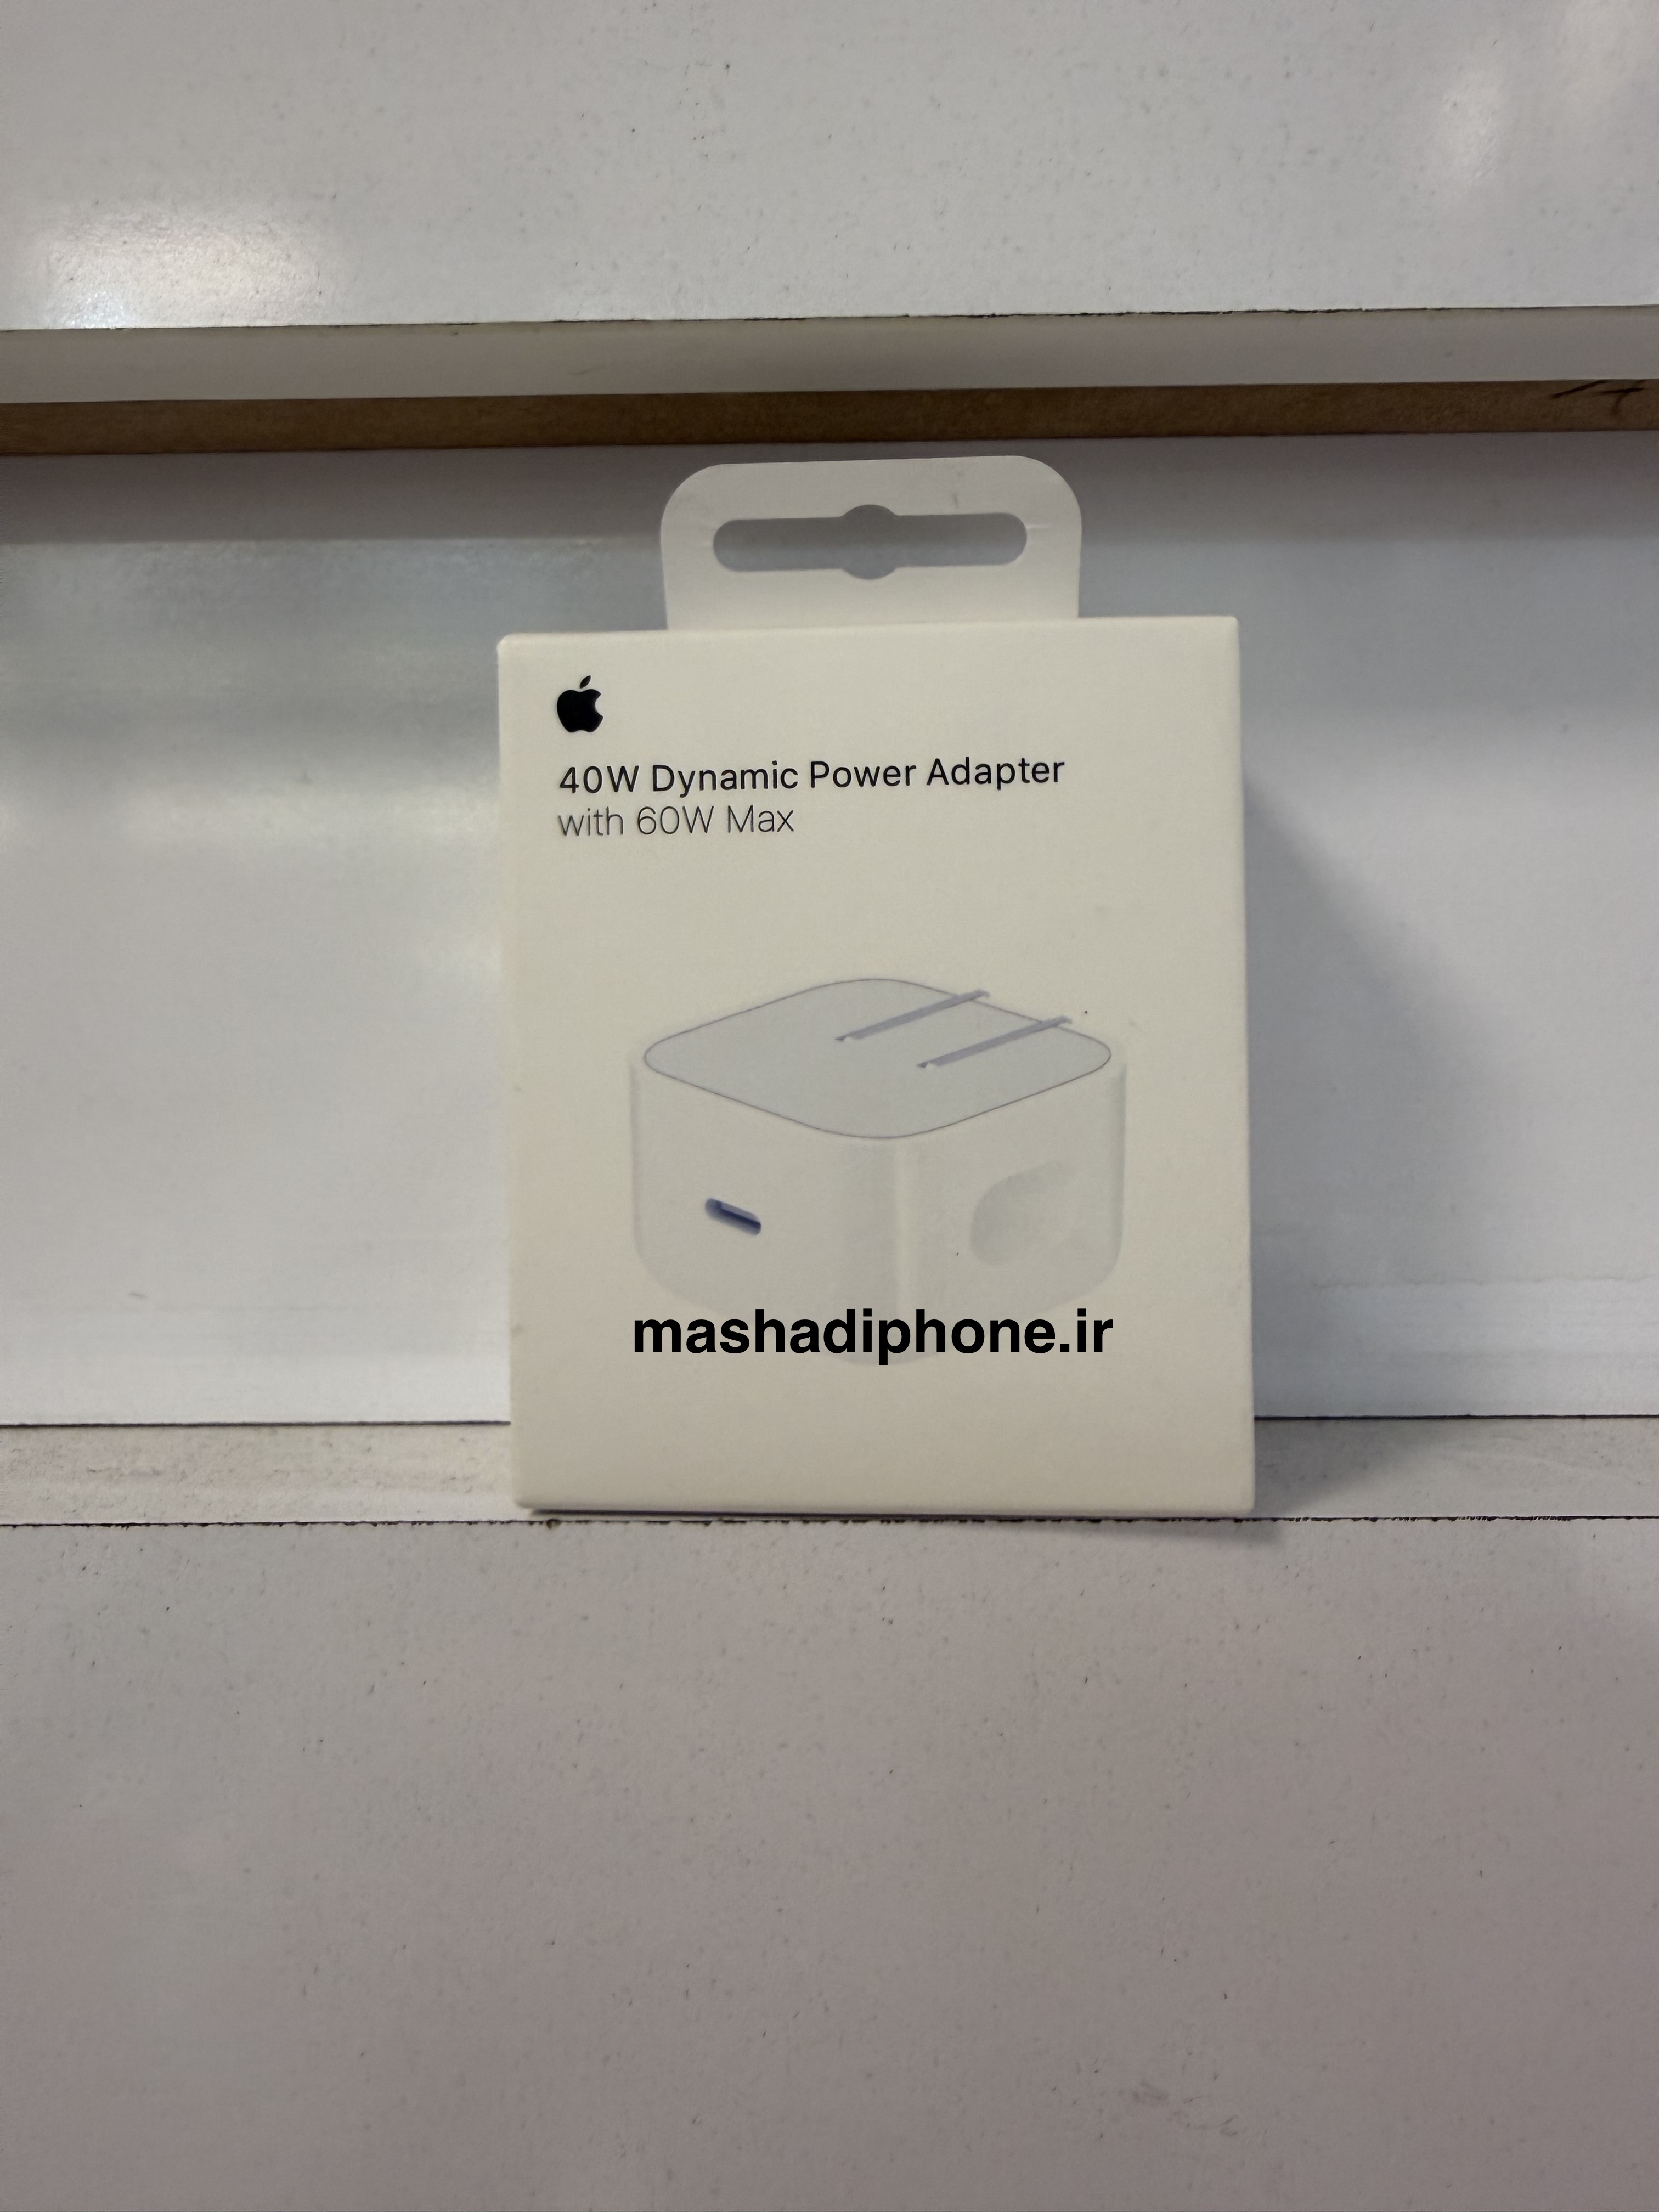 40W Dynamic Power Adapter
with 60W Max
mashadiphone.ir